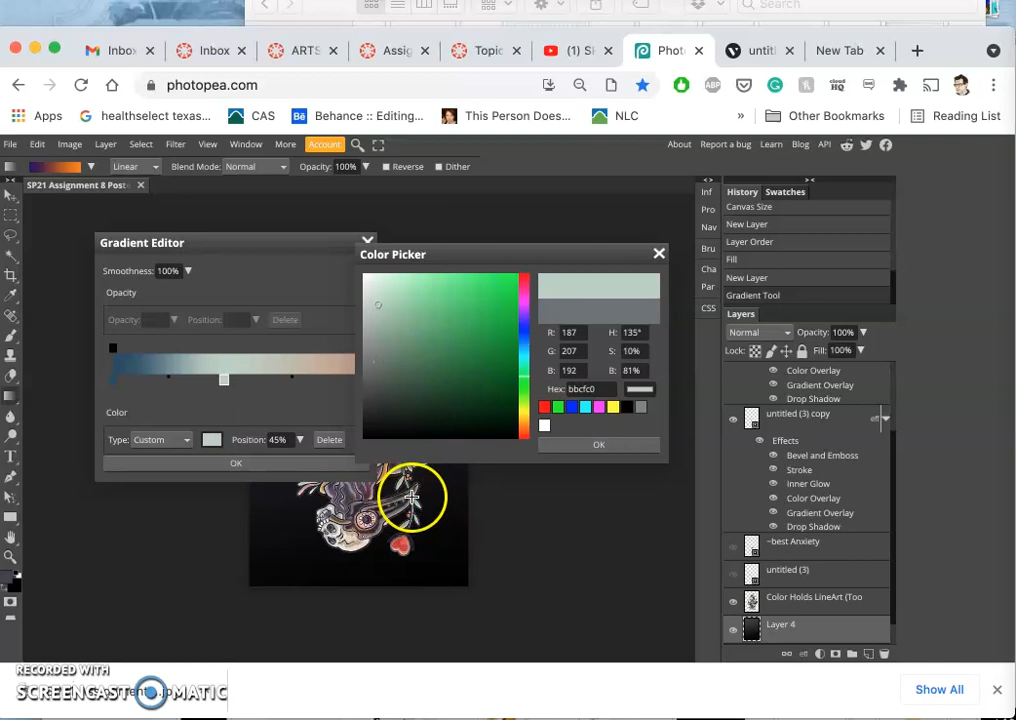 Search
Inbox
Inbox
ARTS
Assig
Topic
(1) S
Photo
untitl
New Tab
photopea.com
Apps
healthselect texas...
CAS
Behance :: Editing...
This Person Does...
NLC
»
Other Bookmarks
Reading List
File Edit Image Layer Select Filter View Window More Account
About Report a bug Learn Blog API
Linear Blend Mode: Normal Opacity: 100% Reverse Dither
SP21 Assignment 8 Poste
Gradient Editor
Smoothness: 100%
Opacity
Opacity: Position: Delete
Color
Type: Custom Position: 45% Delete
OK
Color Picker
R: 187 H: 135°
G: 207 S: 10%
B: 192 B: 81%
Hex: bbcfc0
OK
Inf
Pro
Nav
Bru
Cha
Par
CSS
History Swatches
Canvas Size
New Layer
Layer Order
Fill
New Layer
Gradient Tool
Layers
Normal Opacity: 100%
Lock: Fill: 100%
Color Overlay
Gradient Overlay
Drop Shadow
untitled (3) copy
Effects
Bevel and Emboss
Stroke
Inner Glow
Color Overlay
Gradient Overlay
Drop Shadow
~best Anxiety
untitled (3)
Color Holds LineArt (Too
Layer 4
RECORDED WITH
SCREENCAST MATIC
Show All